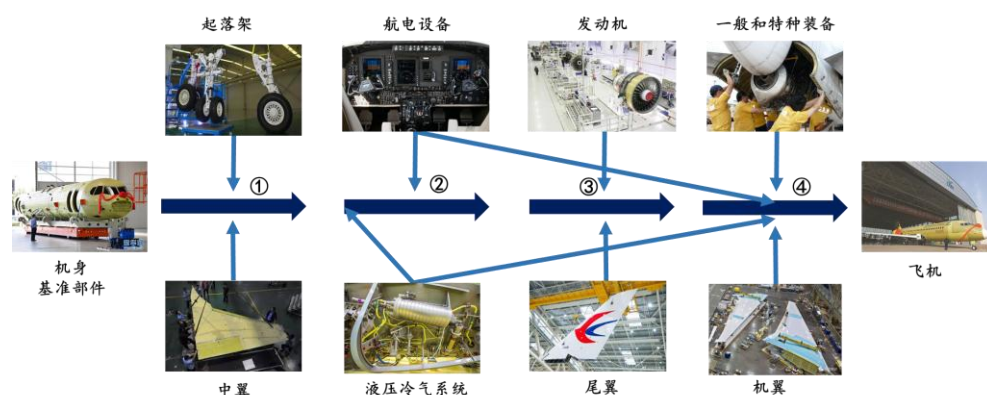 起落架
航电设备
发动机
一般和特种装备
①
②
③
④
机身
基准部件
飞机
中翼
液压冷气系统
尾翼
机翼